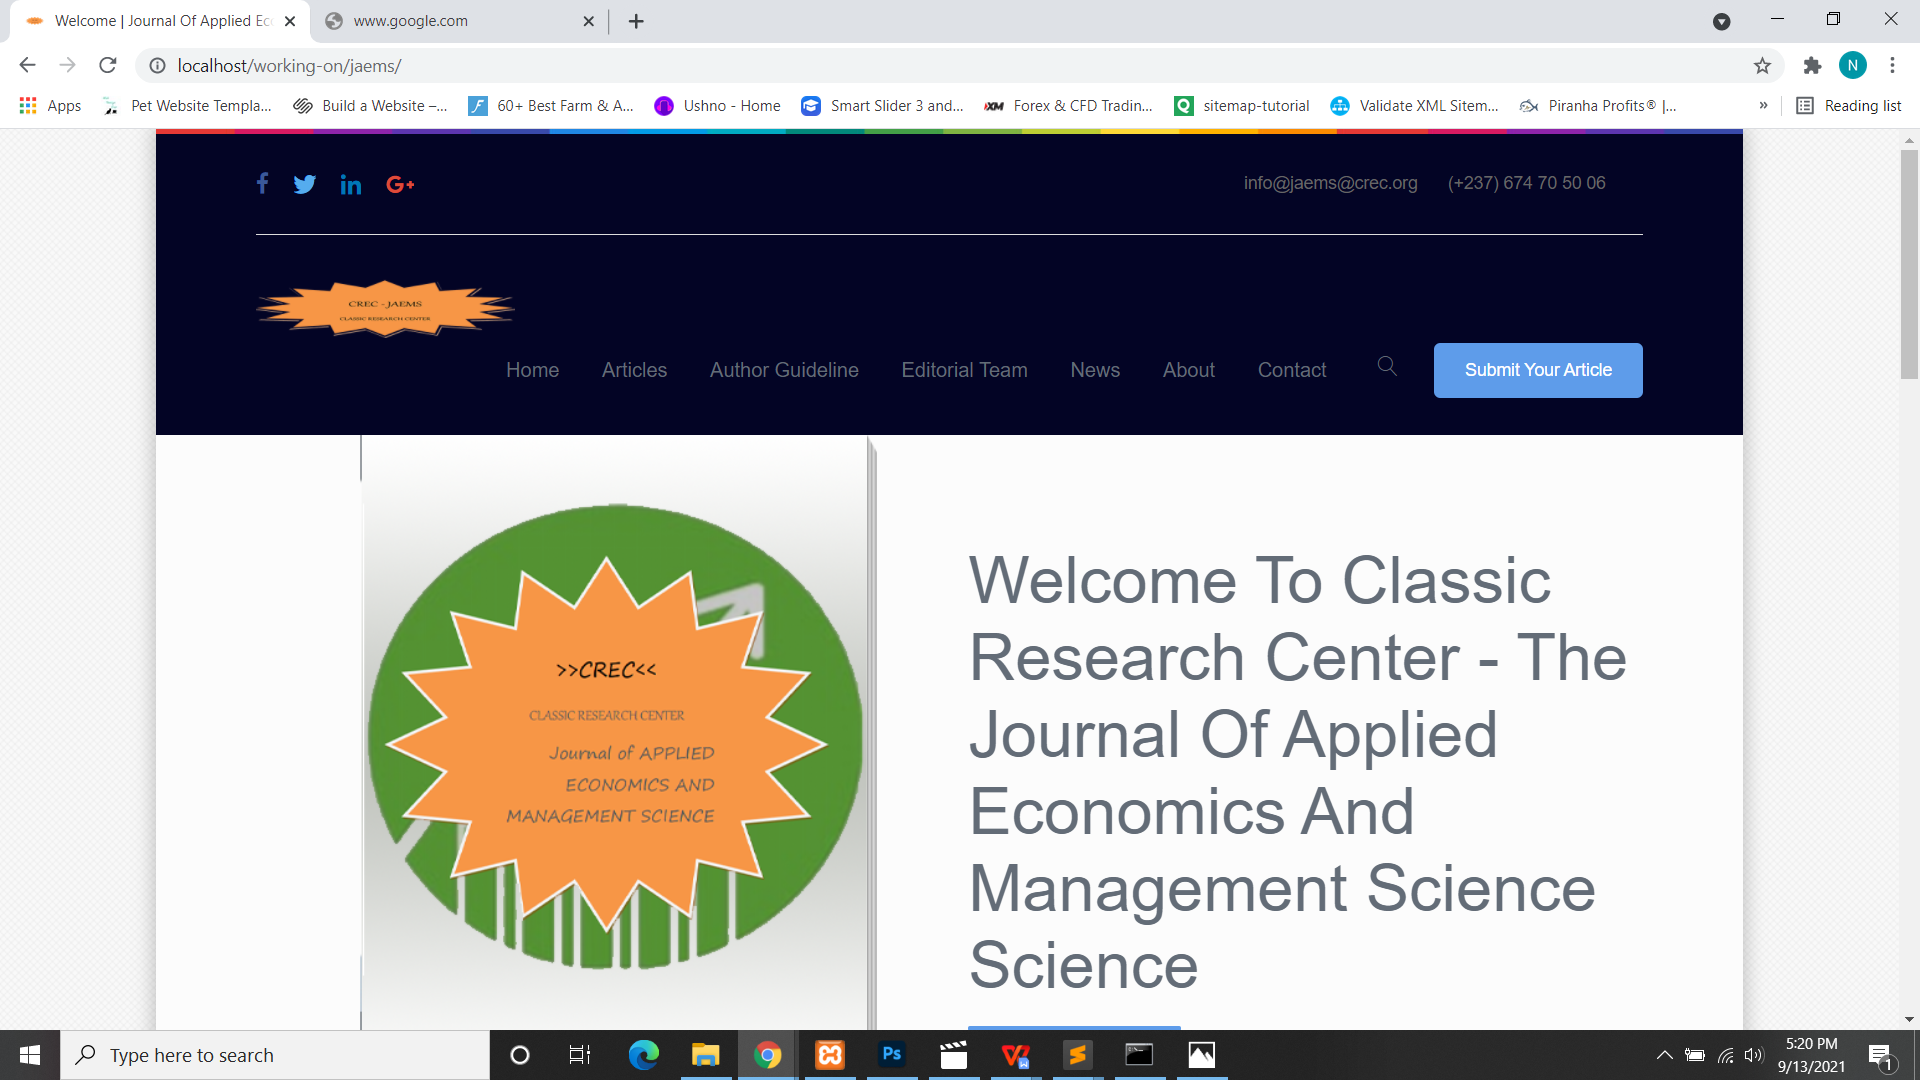 Welcome | Journal Of Applied Ec
www.google.com
localhost/working-on/jaems/
N
Apps
Pet Website Templa...
Build a Website –...
60+ Best Farm & A...
Ushno - Home
Smart Slider 3 and...
Forex & CFD Tradin...
sitemap-tutorial
Validate XML Sitem...
Piranha Profits® |...
»
Reading list
info@jaems@crec.org
(+237) 674 70 50 06
CREC - JAEMS
CLASSIC RESEARCH CENTER
Home
Articles
Author Guideline
Editorial Team
News
About
Contact
Submit Your Article
>>CREC<<
CLASSIC RESEARCH CENTER
Journal of APPLIED
ECONOMICS AND
MANAGEMENT SCIENCE
Welcome To Classic
Research Center - The
Journal Of Applied
Economics And
Management Science
Science
Type here to search
Ps
5:20 PM
9/13/2021
1